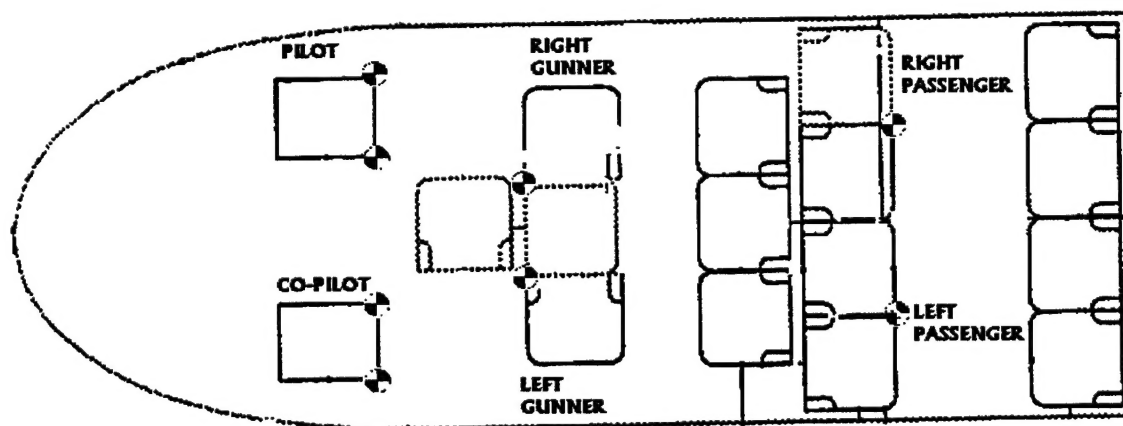 PILOT
RIGHT
GUNNER
RIGHT
PASSENGER
CO-PILOT
LEFT
PASSENGER
LEFT
GUNNER